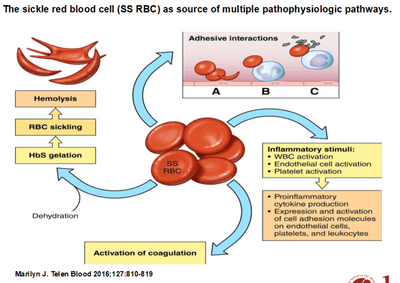 The sickle red blood cell (SS RBC) as source of multiple pathophysiologic pathways.
Adhesive interactions
A B C
Hemolysis
RBC sickling
HbS gelation
Dehydration
SS
RBC
Inflammatory stimuli:
• WBC activation
• Endothelial cell activation
• Platelet activation
• Proinflammatory
cytokine production
• Expression and activation
of cell adhesion molecules
on endothelial cells,
platelets, and leukocytes
Activation of coagulation
Marilyn J. Telen Blood 2016;127:810-819